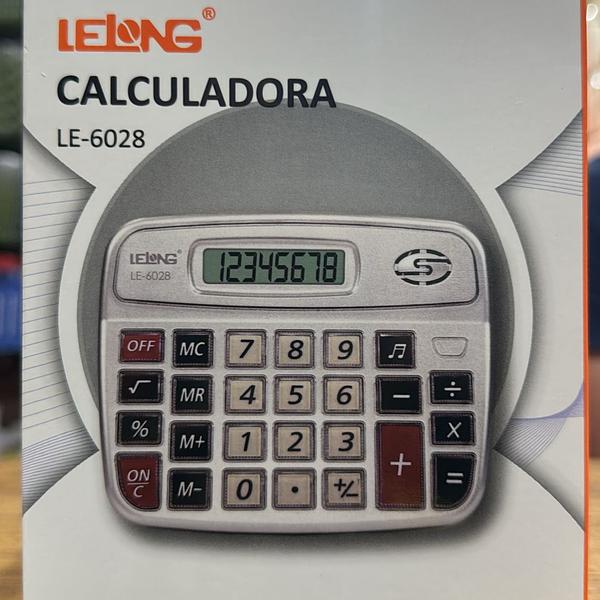 LELONG®
CALCULADORA
LE-6028
LELONG®
LE-6028
12345678
OFF MC 7 8 9
√ MR 4 5 6 − ÷
% M+ 1 2 3 + X
ON/C M− 0 . +/− =